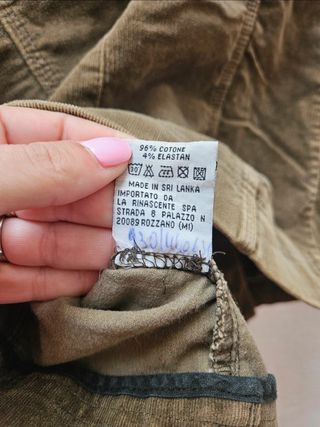 96% COTONE
4% ELASTAN
30
MADE IN SRI LANKA
IMPORTATO DA
LA RINASCENTE SPA
STRADA 8 PALAZZO N
20089 ROZZANO (MI)